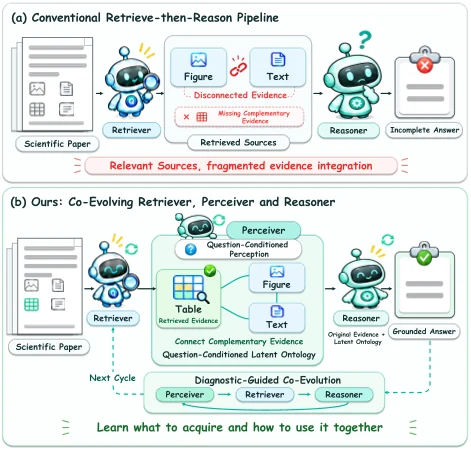 (a) Conventional Retrieve-then-Reason Pipeline
Figure
Text
Disconnected Evidence
Missing Complementary
Evidence
Scientific Paper
Retriever
Retrieved Sources
Reasoner
Incomplete Answer
Relevant Sources, fragmented evidence integration
(b) Ours: Co-Evolving Retriever, Perceiver and Reasoner
Perceiver
Question-Conditioned
Perception
Table
Retrieved Evidence
Figure
Text
Connect Complementary Evidence
Question-Conditioned Latent Ontology
Scientific Paper
Retriever
Reasoner
Original Evidence +
Latent Ontology
Grounded Answer
Next Cycle
Diagnostic-Guided Co-Evolution
Perceiver
Retriever
Reasoner
Learn what to acquire and how to use it together